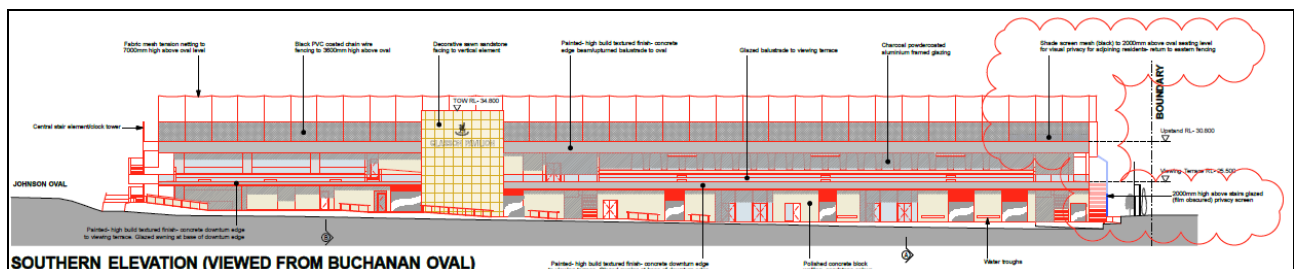 Fabric mesh tension netting to
7000mm high above oval level
Black PVC coated chain wire
fencing to 3600mm high above oval
Decorative sawn sandstone
facing to vertical element
Painted- high build textured finish- concrete
edge beam/upturned balustrade to oval
Glazed balustrade to viewing terrace
Charcoal powdercoated
aluminium framed glazing
Shade screen mesh (black) to 2000mm above oval seating level
for visual privacy for adjoining residents- return to eastern fencing
BOUNDARY
TOW RL- 34.800
Central stair element/clock tower
GLASSON PAVILION
Upstand RL- 30.800
Viewing Terrace RL- 25.500
JOHNSON OVAL
2000mm high above stairs glazed
(film obscured) privacy screen
Painted- high build textured finish- concrete downturn edge
to viewing terrace. Glazed awning at base of downturn edge
B
A
SOUTHERN ELEVATION (VIEWED FROM BUCHANAN OVAL)
Painted- high build textured finish- concrete downturn edge
Polished concrete block
Water troughs